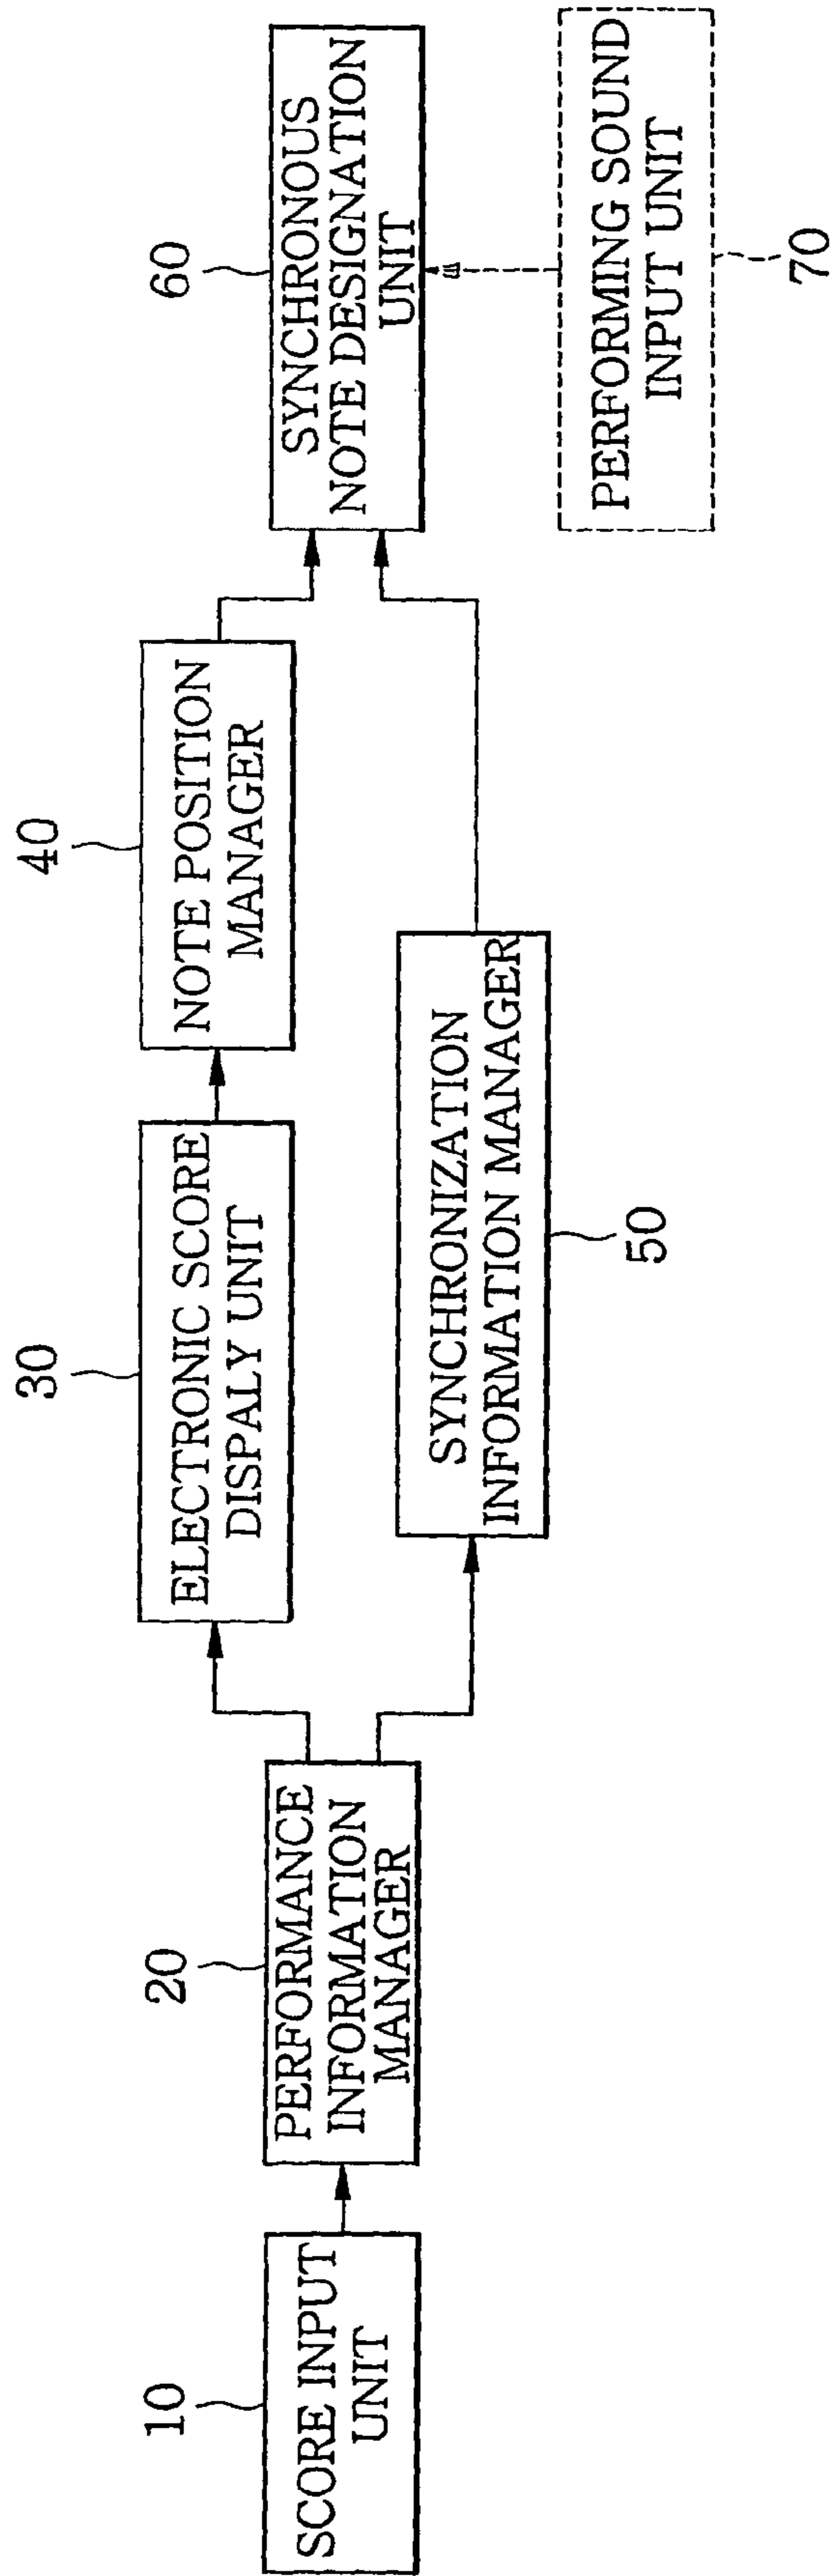 10
SCORE INPUT
UNIT
20
PERFORMANCE
INFORMATION
MANAGER
30
ELECTRONIC SCORE
DISPALY UNIT
40
NOTE POSITION
MANAGER
SYNCHRONIZATION
INFORMATION MANAGER
50
60
SYNCHRONOUS
NOTE DESIGNATION
UNIT
PERFORMING SOUND
INPUT UNIT
70